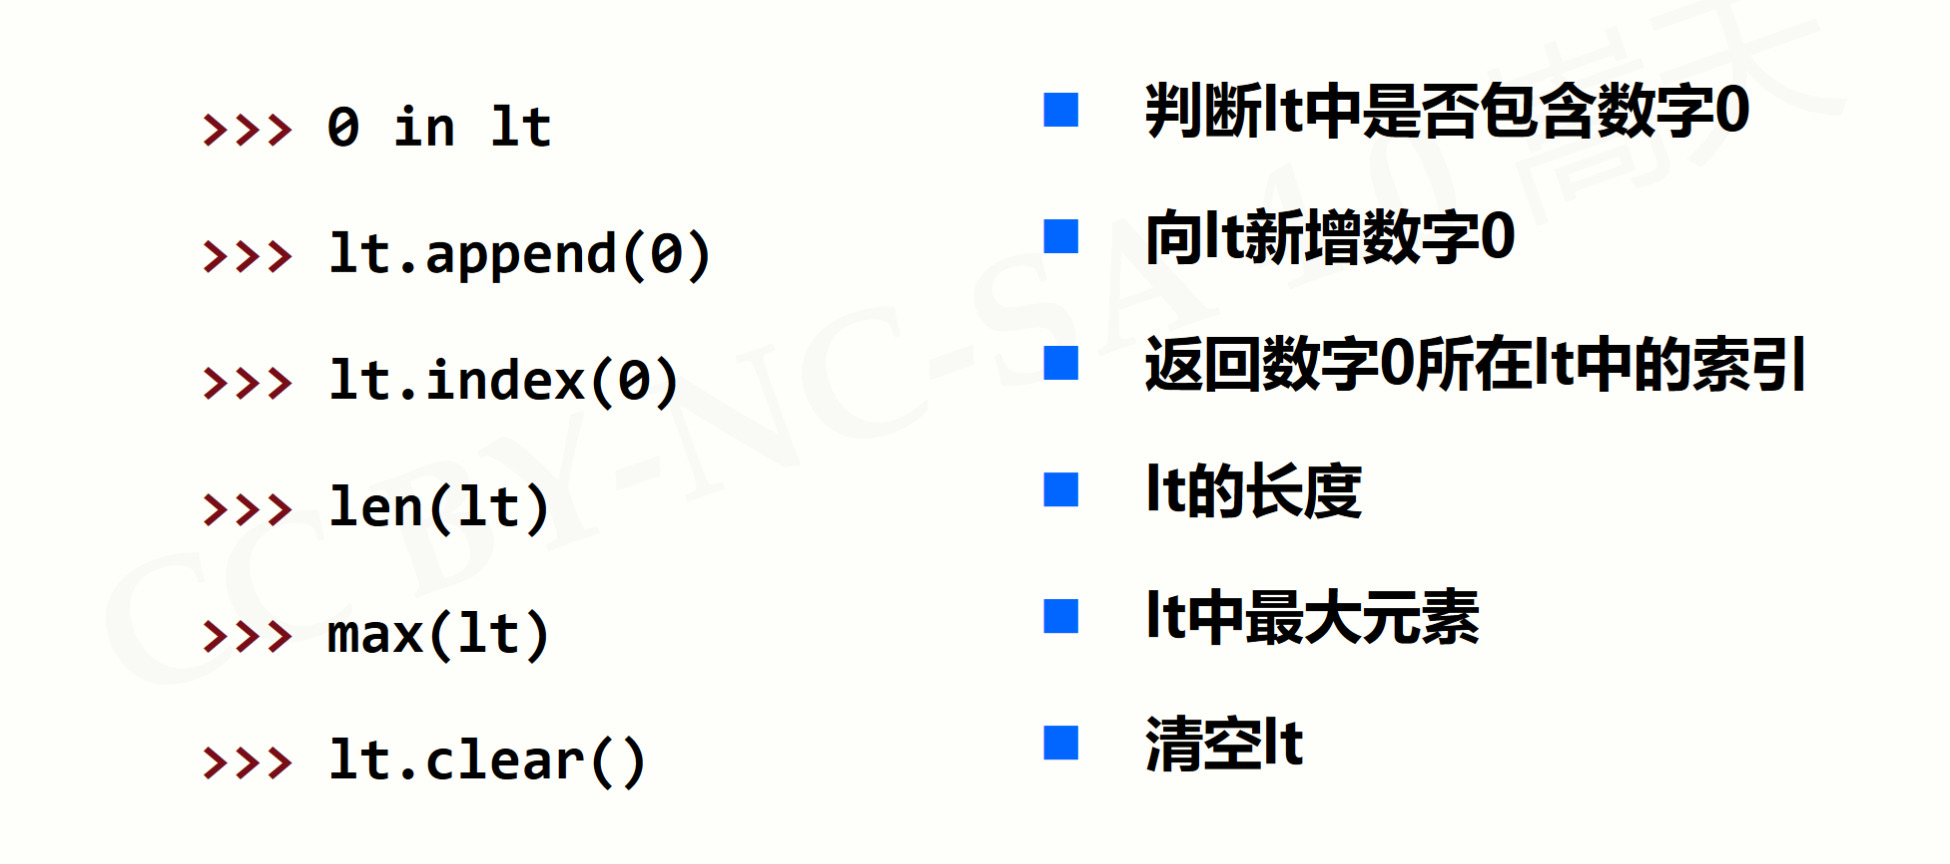 >>> 0 in lt
■ 判断lt中是否包含数字0
>>> lt.append(0)
■ 向lt新增数字0
>>> lt.index(0)
■ 返回数字0所在lt中的索引
>>> len(lt)
■ lt的长度
>>> max(lt)
■ lt中最大元素
>>> lt.clear()
■ 清空lt
CC BY-NC-SA 4.0 嵩天